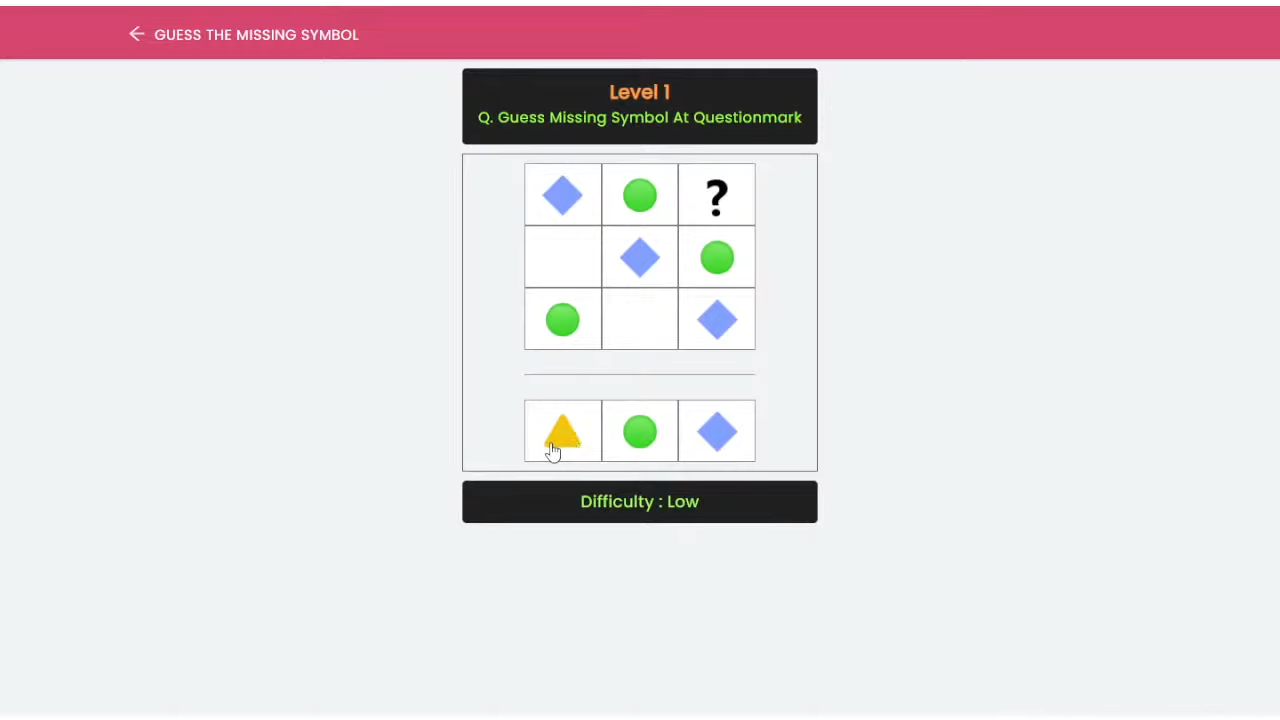 GUESS THE MISSING SYMBOL
Level 1
Q. Guess Missing Symbol At Questionmark
?
Difficulty : Low